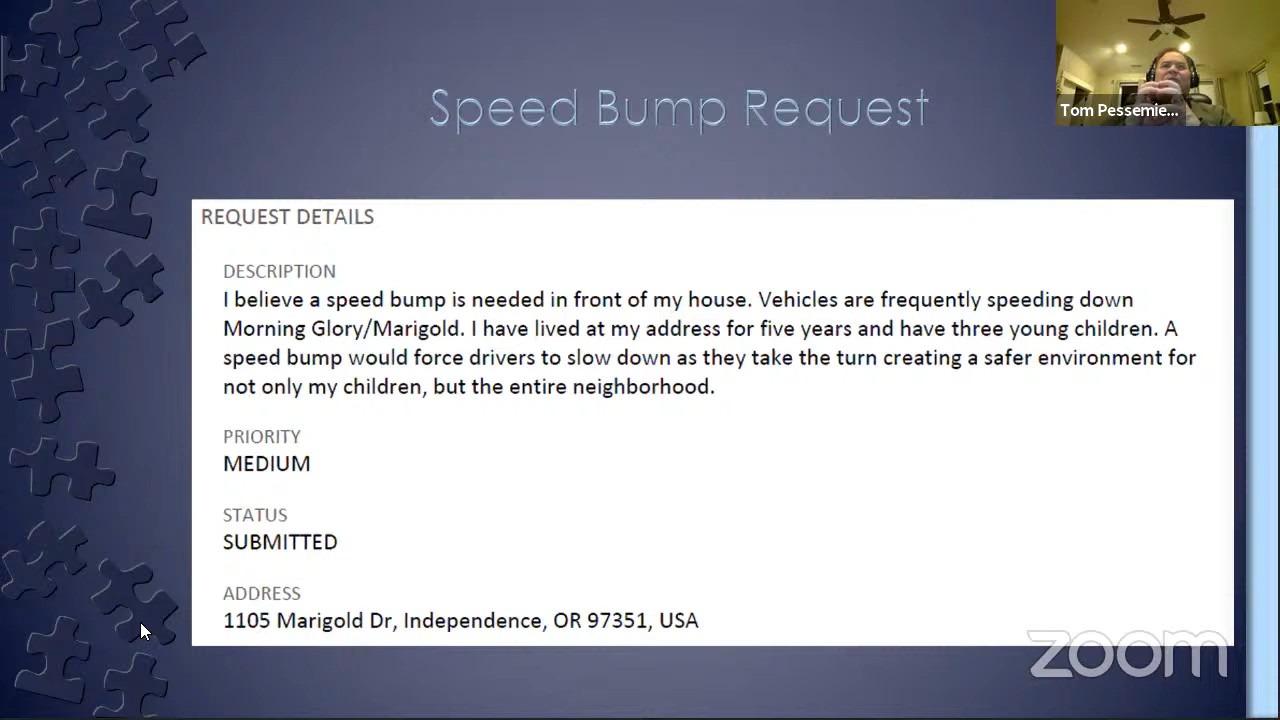 Speed Bump Request
Tom Pessemie...
REQUEST DETAILS
DESCRIPTION
I believe a speed bump is needed in front of my house. Vehicles are frequently speeding down
Morning Glory/Marigold. I have lived at my address for five years and have three young children. A
speed bump would force drivers to slow down as they take the turn creating a safer environment for
not only my children, but the entire neighborhood.
PRIORITY
MEDIUM
STATUS
SUBMITTED
ADDRESS
1105 Marigold Dr, Independence, OR 97351, USA
zoom